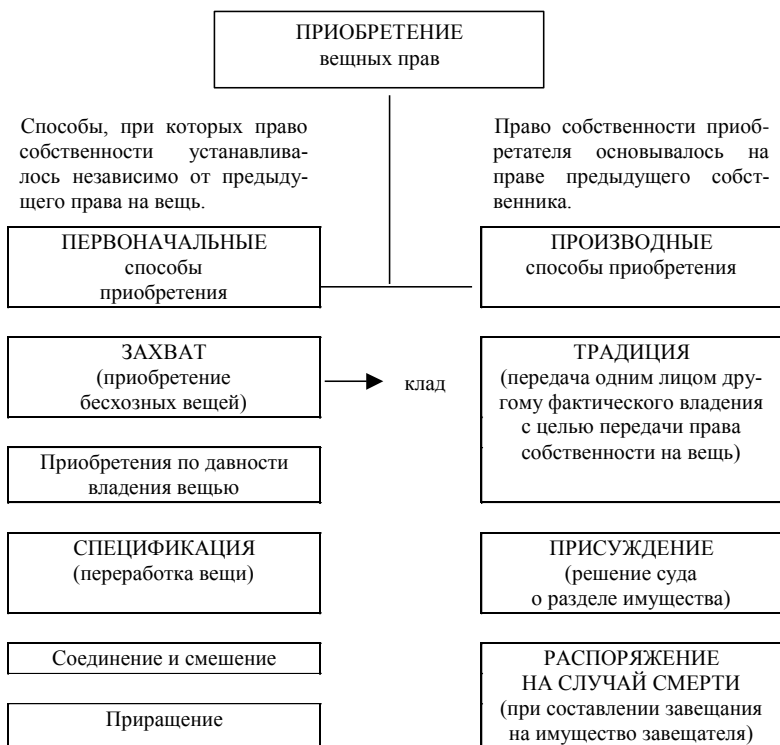 ПРИОБРЕТЕНИЕ
вещных прав
Способы, при которых право
собственности устанавлива-
лось независимо от предыду-
щего права на вещь.
ПЕРВОНАЧАЛЬНЫЕ
способы
приобретения
ЗАХВАТ
(приобретение
бесхозных вещей)
клад
Приобретения по давности
владения вещью
СПЕЦИФИКАЦИЯ
(переработка вещи)
Соединение и смешение
Приращение
Право собственности приоб-
ретателя основывалось на
праве предыдущего собст-
венника.
ПРОИЗВОДНЫЕ
способы приобретения
ТРАДИЦИЯ
(передача одним лицом дру-
гому фактического владения
с целью передачи права
собственности на вещь)
ПРИСУЖДЕНИЕ
(решение суда
о разделе имущества)
РАСПОРЯЖЕНИЕ
НА СЛУЧАЙ СМЕРТИ
(при составлении завещания
на имущество завещателя)